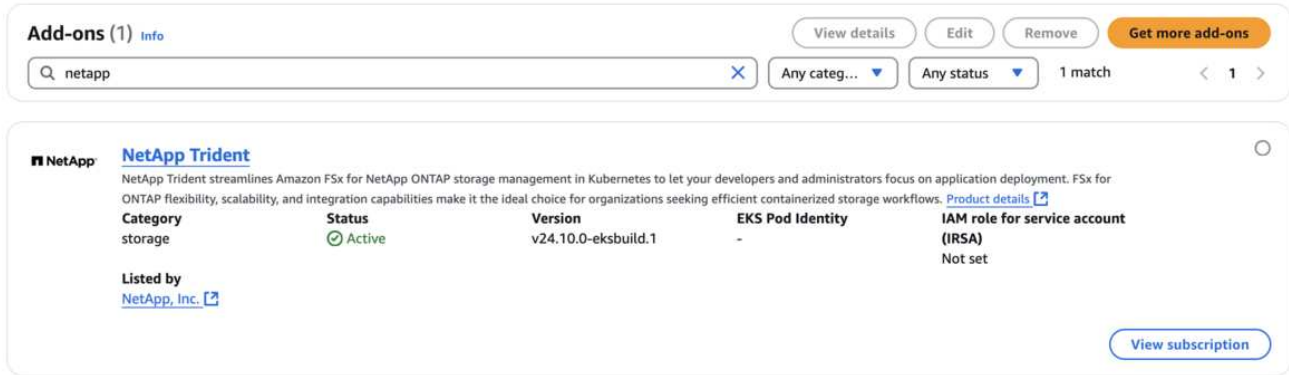 Add-ons (1) Info
View details
Edit
Remove
Get more add-ons
netapp
Any categ...
Any status
1 match
1
NetApp
NetApp Trident
NetApp Trident streamlines Amazon FSx for NetApp ONTAP storage management in Kubernetes to let your developers and administrators focus on application deployment. FSx for
ONTAP flexibility, scalability, and integration capabilities make it the ideal choice for organizations seeking efficient containerized storage workflows. Product details
Category
storage
Status
Active
Version
v24.10.0-eksbuild.1
EKS Pod Identity
-
IAM role for service account
(IRSA)
Not set
Listed by
NetApp, Inc.
View subscription